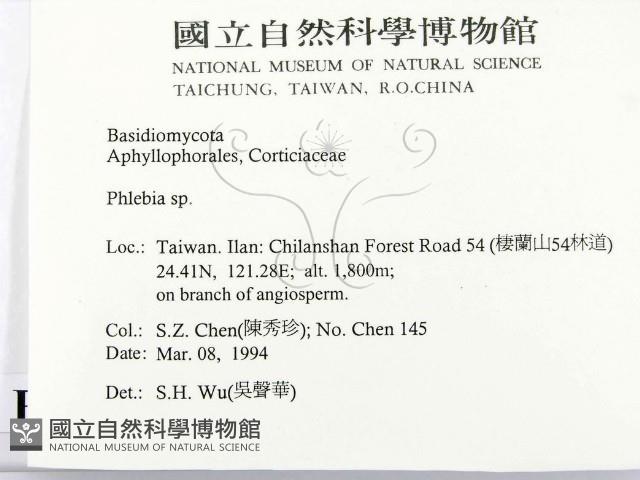 國立自然科學博物館
NATIONAL MUSEUM OF NATURAL SCIENCE
TAICHUNG, TAIWAN, R.O.CHINA
Basidiomycota
Aphyllophorales, Corticiaceae
Phlebia sp.
Loc.: Taiwan. Ilan: Chilanshan Forest Road 54 (棲蘭山54林道)
24.41N, 121.28E; alt. 1,800m;
on branch of angiosperm.
Col.: S.Z. Chen(陳秀珍); No. Chen 145
Date: Mar. 08, 1994
Det.: S.H. Wu(吳聲華)
國立自然科學博物館
NATIONAL MUSEUM OF NATURAL SCIENCE